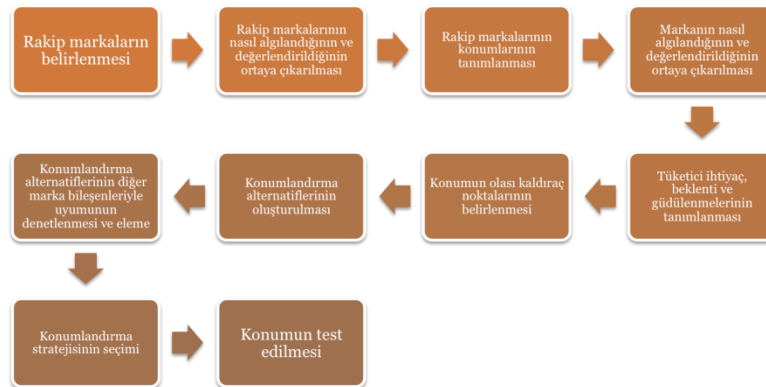 Rakip markaların
belirlenmesi
Rakip markalarının
nasıl algılandığının ve
değerlendirildiğinin
ortaya çıkarılması
Rakip markalarının
konumlarının
tanımlanması
Markanın nasıl
algılandığının ve
değerlendirildiğinin
ortaya çıkarılması
Tüketici ihtiyaç,
beklenti ve
güdülenmelerinin
tanımlanması
Konumun olası kaldıraç
noktalarının
belirlenmesi
Konumlandırma
alternatiflerinin
oluşturulması
Konumlandırma
alternatiflerinin diğer
marka bileşenleriyle
uyumunun
denetlenmesi ve eleme
Konumlandırma
stratejisinin seçimi
Konumun test
edilmesi